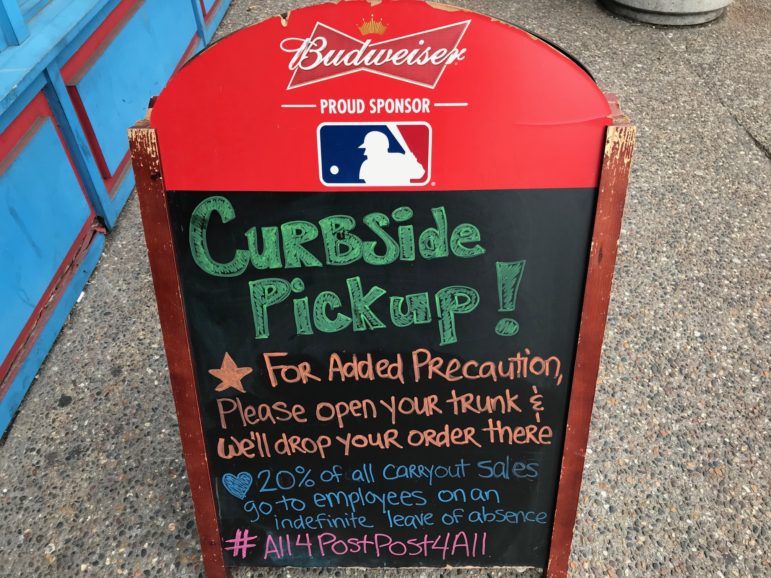 Budweiser
PROUD SPONSOR
CURBSide
Pickup!
For Added Precaution,
Please open your trunk &
we'll drop your order there
20% of all carryout sales
go to employees on an
indefinite leave of absence
#All4PostPost4All